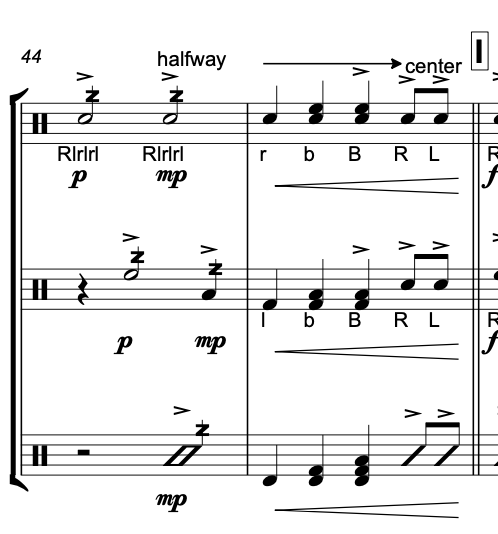 44 halfway center I
z z
Rlrlrl Rlrlrl r b B R L R
p mp f
z z
l b B R L R
p mp f
z
mp